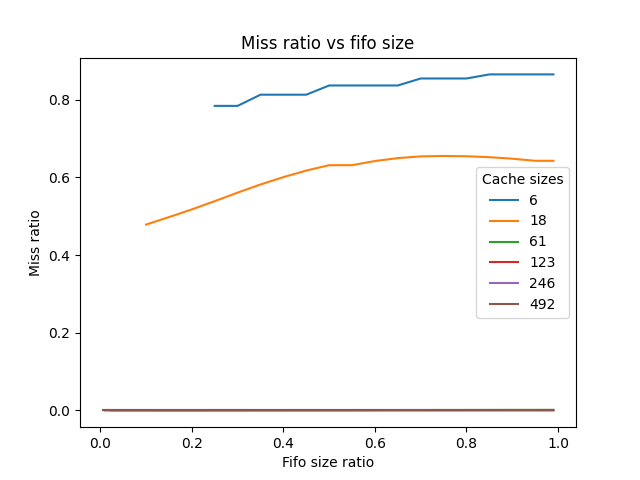 Miss ratio vs fifo size
Miss ratio
0.8
0.6
0.4
0.2
0.0
Cache sizes
6
18
61
123
246
492
0.0 0.2 0.4 0.6 0.8 1.0
Fifo size ratio